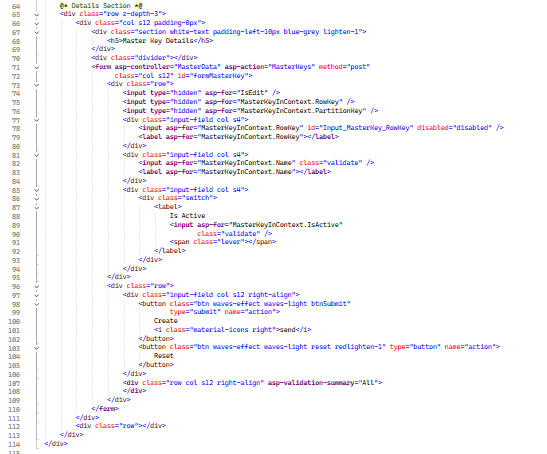 64 @* Details Section *@
65 <div class="row z-depth-3">
66 <div class="col s12 padding-0px">
67 <div class="section white-text padding-left-10px blue-grey lighten-1">
68 <h5>Master Key Details</h5>
69 </div>
70 <div class="divider"></div>
71 <form asp-controller="MasterData" asp-action="MasterKeys" method="post"
72 class="col s12" id="formMasterKey">
73 <div class="row">
74 <input type="hidden" asp-for="IsEdit" />
75 <input type="hidden" asp-for="MasterKeyInContext.RowKey" />
76 <input type="hidden" asp-for="MasterKeyInContext.PartitionKey" />
77 <div class="input-field col s4">
78 <input asp-for="MasterKeyInContext.RowKey" id="Input_MasterKey_RowKey" disabled="disabled" />
79 <label asp-for="MasterKeyInContext.RowKey"></label>
80 </div>
81 <div class="input-field col s4">
82 <input asp-for="MasterKeyInContext.Name" class="validate" />
83 <label asp-for="MasterKeyInContext.Name"></label>
84 </div>
85 <div class="input-field col s4">
86 <div class="switch">
87 <label>
88 Is Active
89 <input asp-for="MasterKeyInContext.IsActive"
90 class="validate" />
91 <span class="lever"></span>
92 </label>
93 </div>
94 </div>
95 </div>
96 <div class="row">
97 <div class="input-field col s12 right-align">
98 <button class="btn waves-effect waves-light btnSubmit"
99 type="submit" name="action">
100 Create
101 <i class="material-icons right">send</i>
102 </button>
103 <button class="btn waves-effect waves-light reset redlighten-1" type="button" name="action">
104 Reset
105 </button>
106 </div>
107 <div class="row col s12 right-align" asp-validation-summary="All">
108 </div>
109 </div>
110 </form>
111 </div>
112 <div class="row"></div>
113 </div>
114 </div>
115